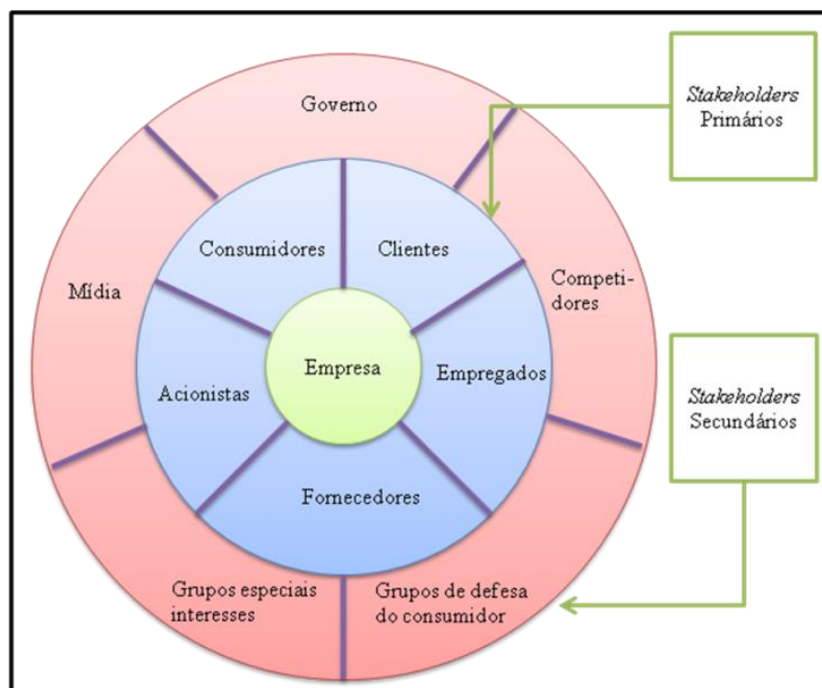 Governo
Stakeholders
Primários
Consumidores
Clientes
Mídia
Competi-
dores
Empresa
Empregados
Acionistas
Stakeholders
Secundários
Fornecedores
Grupos especiais
interesses
Grupos de defesa
do consumidor